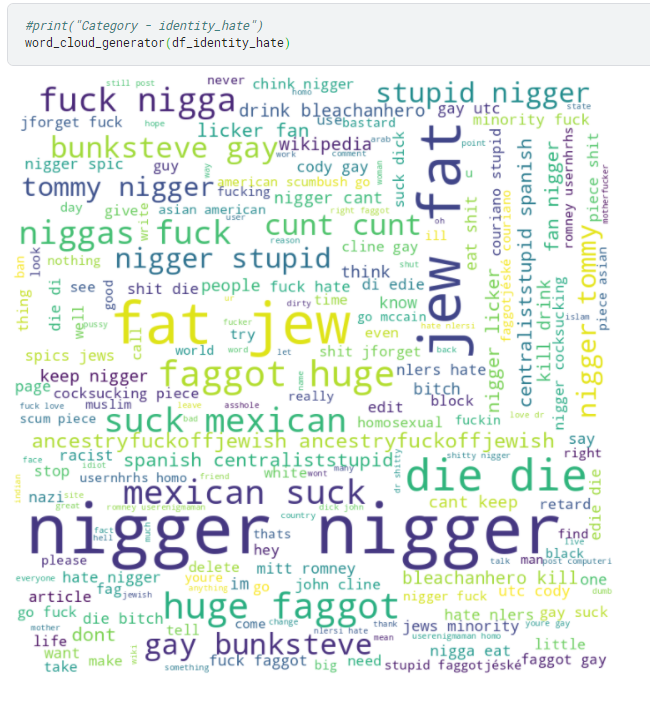 #print("Category - identity_hate")
word_cloud_generator(df_identity_hate)
still post
never
chink nigger
homo
stupid nigger
state
fuck nigga
drink bleachanhero
gay utc
jforget fuck
hope
use
bastard
minority fuck
licker fan
bunksteve gay
wikipedia
arab
point
work
comment
nigger spic
guy
way
cody gay
woman
suck dick
jew fat
u
couriano stupid
centraliststupid spanish
fan nigger
romney usernhrhs
piece shit
motherfucker
tommy nigger
american scumbush go
fucking
nigger cant
day
give
write
asian american
user
right faggot
oh
eat shit
faggotjéské couriano
niggas fuck
cunt cunt
ill
reason
cline gay
look
nothing
nigger stupid
shut
think
thing ban
die di
see
good
shit die
people
fuck hate
di edie
nigger licker
kill drink
nigger cocksucking
nigger tommy
piece asian
islam
well
fat jew
ur
dirty
time
know
go mccain
hate nlersi
pussy
call
fucker
try
even
back
spics jews
world
word
let
shit jforget
nlers hate
keep nigger
faggot huge
name
bitch
cocksucking piece
really
page
muslim
edit
block
fuck love
leave
asshole
love dr
scum piece
suck mexican
bad
homosexual
fuckin
ancestryfuckoffjewish ancestryfuckoffjewish
say
face
racist
idiot
spanish centraliststupid
dr shitty
shitty nigger
right
stop
usernhrhs homo
friend
white
wont
many
die die
edie die
indian
nazi
site
great
mexican suck
cant keep
retard
romney userenigmaman
dick john
country
nigger nigger
fact
hell
much
thats
hey
find
live
black
please
delete
mitt romney
talk
man
post computeri
everyone
hate nigger
youre
anything
im
go
john cline
bleachanhero kill
one
fag
article
jewish
nigger fuck
utc cody
dumb
go fuck
die bitch
huge faggot
hate nlers
gay suck
mother
dont
tell
come
change
thank
jews minority
youre gay
nlersi hate
mean
userenigmaman homo
life
gay bunksteve
nigga eat
little
want
take
make
wiki
something
fuck faggot
big
need
stupid faggotjéské
faggot gay